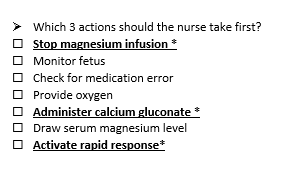 ➢ Which 3 actions should the nurse take first?
☐ Stop magnesium infusion *
☐ Monitor fetus
☐ Check for medication error
☐ Provide oxygen
☐ Administer calcium gluconate *
☐ Draw serum magnesium level
☐ Activate rapid response*